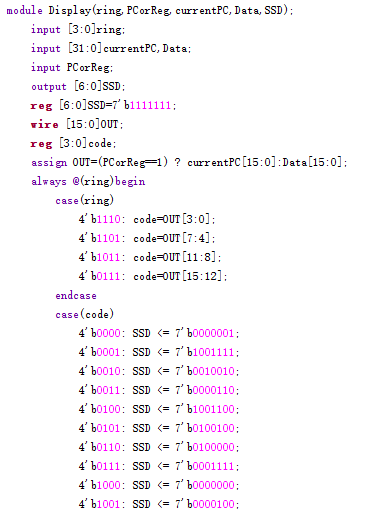 module Display(ring,PCorReg,currentPC,Data,SSD);
input [3:0]ring;
input [31:0]currentPC,Data;
input PCorReg;
output [6:0]SSD;
reg [6:0]SSD=7'b1111111;
wire [15:0]OUT;
reg [3:0]code;
assign OUT=(PCorReg==1) ? currentPC[15:0]:Data[15:0];
always @(ring)begin
case(ring)
4'b1110: code=OUT[3:0];
4'b1101: code=OUT[7:4];
4'b1011: code=OUT[11:8];
4'b0111: code=OUT[15:12];
endcase
case(code)
4'b0000: SSD <= 7'b0000001;
4'b0001: SSD <= 7'b1001111;
4'b0010: SSD <= 7'b0010010;
4'b0011: SSD <= 7'b0000110;
4'b0100: SSD <= 7'b1001100;
4'b0101: SSD <= 7'b0100100;
4'b0110: SSD <= 7'b0100000;
4'b0111: SSD <= 7'b0001111;
4'b1000: SSD <= 7'b0000000;
4'b1001: SSD <= 7'b0000100;